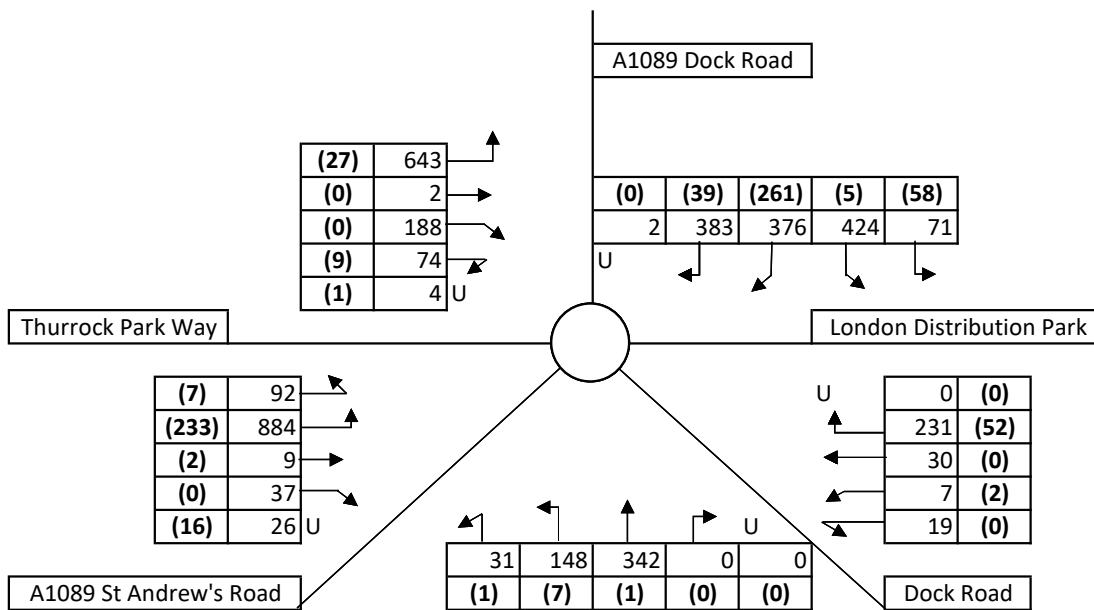 A1089 Dock Road
(27) 643
(0) 2
(0) 188
(9) 74
(1) 4 U
(0) (39) (261) (5) (58)
2 383 376 424 71
U
Thurrock Park Way
London Distribution Park
(7) 92
(233) 884
(2) 9
(0) 37
(16) 26 U
U 0 (0)
231 (52)
30 (0)
7 (2)
19 (0)
U
31 148 342 0 0
(1) (7) (1) (0) (0)
A1089 St Andrew's Road
Dock Road